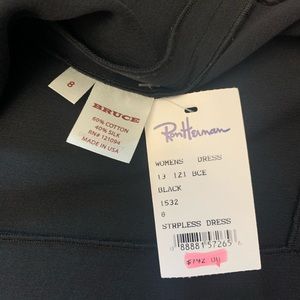 8
BRUCE
60% COTTON
40% SILK
RN# 121094
MADE IN USA
Ron Herman
WOMENS DRESS
13 121 BCE
BLACK
1532
STRPLESS DRESS